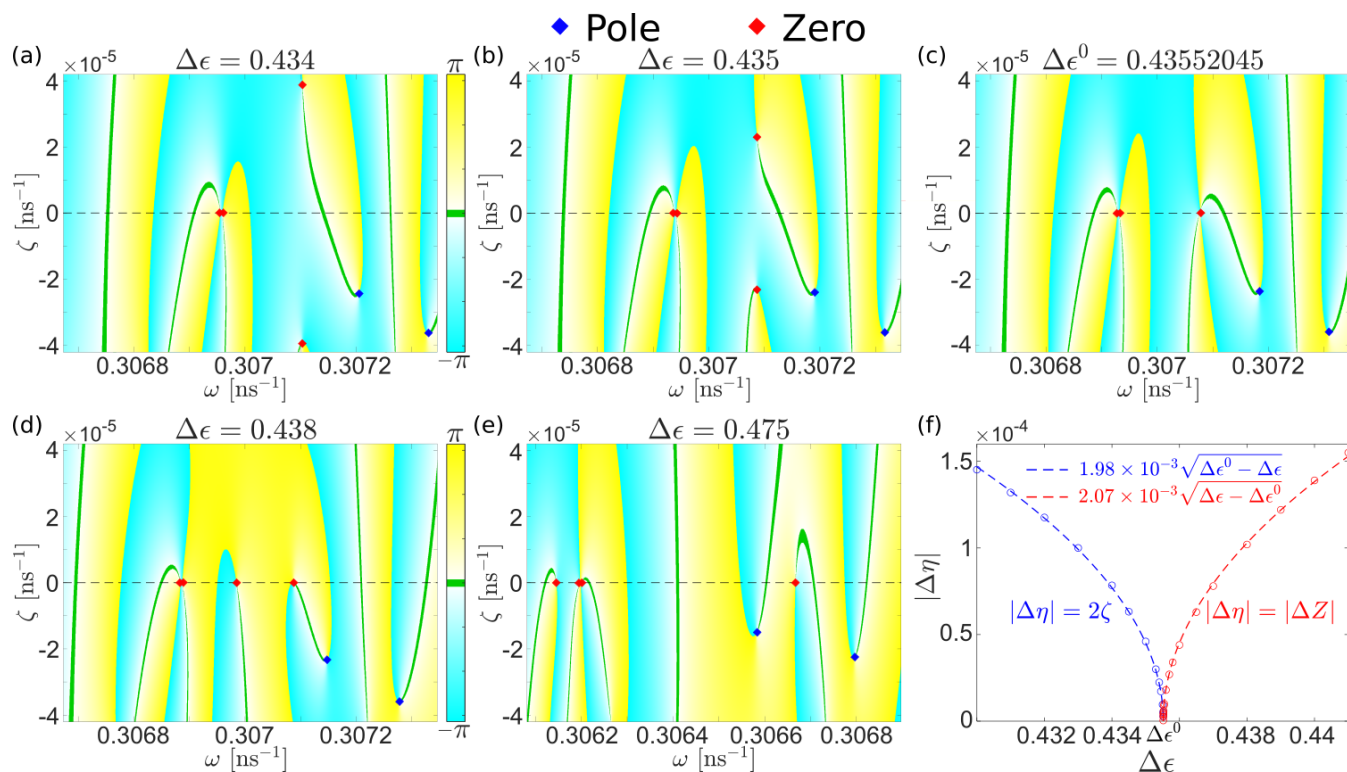 Pole Zero
(a) ×10⁻⁵ Δϵ = 0.434 π
(b) ×10⁻⁵ Δϵ = 0.435
(c) ×10⁻⁵ Δϵ⁰ = 0.43552045
4
2
0
-2
-4
ζ [ns⁻¹]
0.3068 0.307 0.3072 −π
ω [ns⁻¹]
4
2
0
-2
-4
ζ [ns⁻¹]
0.3068 0.307 0.3072
ω [ns⁻¹]
4
2
0
-2
-4
ζ [ns⁻¹]
0.3068 0.307 0.3072
ω [ns⁻¹]
(d) ×10⁻⁵ Δϵ = 0.438 π
(e) ×10⁻⁵ Δϵ = 0.475
(f) ×10⁻⁴
4
2
0
-2
-4
ζ [ns⁻¹]
0.3068 0.307 0.3072 −π
ω [ns⁻¹]
4
2
0
-2
-4
ζ [ns⁻¹]
0.3062 0.3064 0.3066 0.3068
ω [ns⁻¹]
1.5
1
0.5
0
|Δη|
1.98 × 10⁻³√(Δϵ⁰ − Δϵ)
2.07 × 10⁻³√(Δϵ − Δϵ⁰)
|Δη| = 2ζ
|Δη| = |ΔZ|
0.432 0.434 Δϵ⁰ 0.438 0.44
Δϵ